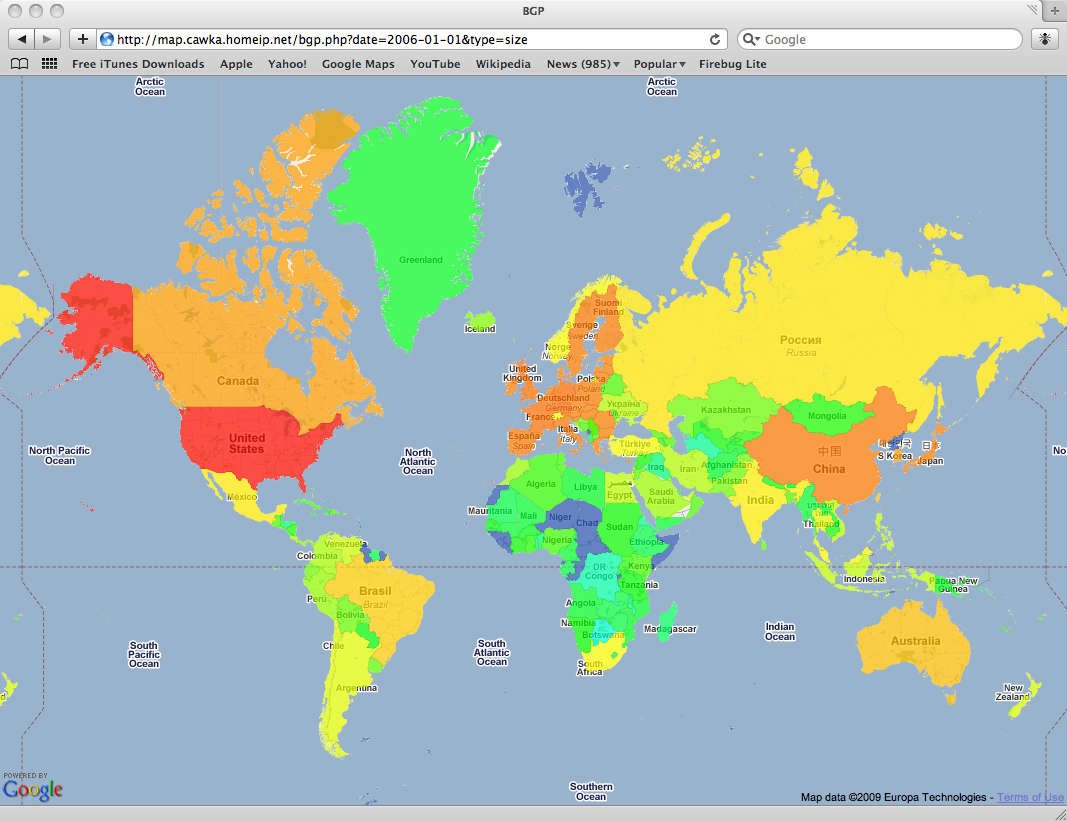 BGP
http://map.cawka.homeip.net/bgp.php?date=2006-01-01&type=size
Google
Free iTunes Downloads
Apple
Yahoo!
Google Maps
YouTube
Wikipedia
News (985)▾
Popular▾
Firebug Lite
Arctic
Ocean
Arctic
Ocean
Greenland
Iceland
Suomi
Finland
Sverige
Sweden
Norge
Norway
Россия
Russia
Canada
United
Kingdom
Polska
Poland
Deutschland
Germany
Україна
Ukraine
Kazakhstan
Mongolia
France
Italia
Italy
España
Spain
Türkiye
Turkey
United
States
North Pacific
Ocean
North
Atlantic
Ocean
中国
China
S Korea
日本
Japan
No
Iraq
Iran
Afghanistan
Pakistan
Algeria
Libya
Egypt
Saudi
Arabia
India
México
Mauritania
Mali
Niger
Chad
Sudan
Thailand
Nigeria
Ethiopia
Venezuela
Colombia
DR
Congo
Kenya
Tanzania
Indonesia
Papua New
Guinea
Brasil
Brazil
Perú
Bolivia
Angola
Namibia
Botswana
Madagascar
Indian
Ocean
Australia
South
Pacific
Ocean
Chile
South
Atlantic
Ocean
South
Africa
Argentina
New
Zealand
d
Southern
Ocean
POWERED BY
Google
Map data ©2009 Europa Technologies - Terms of Use